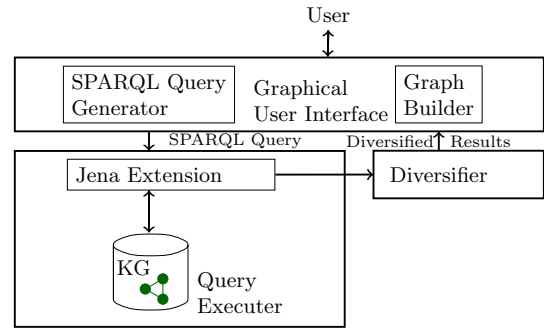 User
SPARQL Query
Generator
Graphical
User Interface
Graph
Builder
SPARQL Query
Diversified Results
Jena Extension
Diversifier
KG
Query
Executer